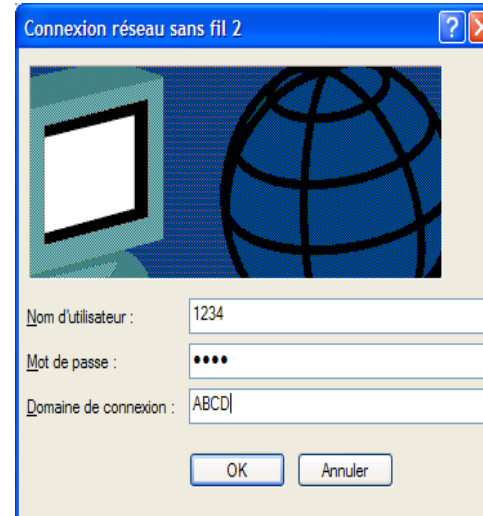 Connexion réseau sans fil 2
Nom d'utilisateur : 1234
Mot de passe : ••••
Domaine de connexion : ABCD
OK Annuler